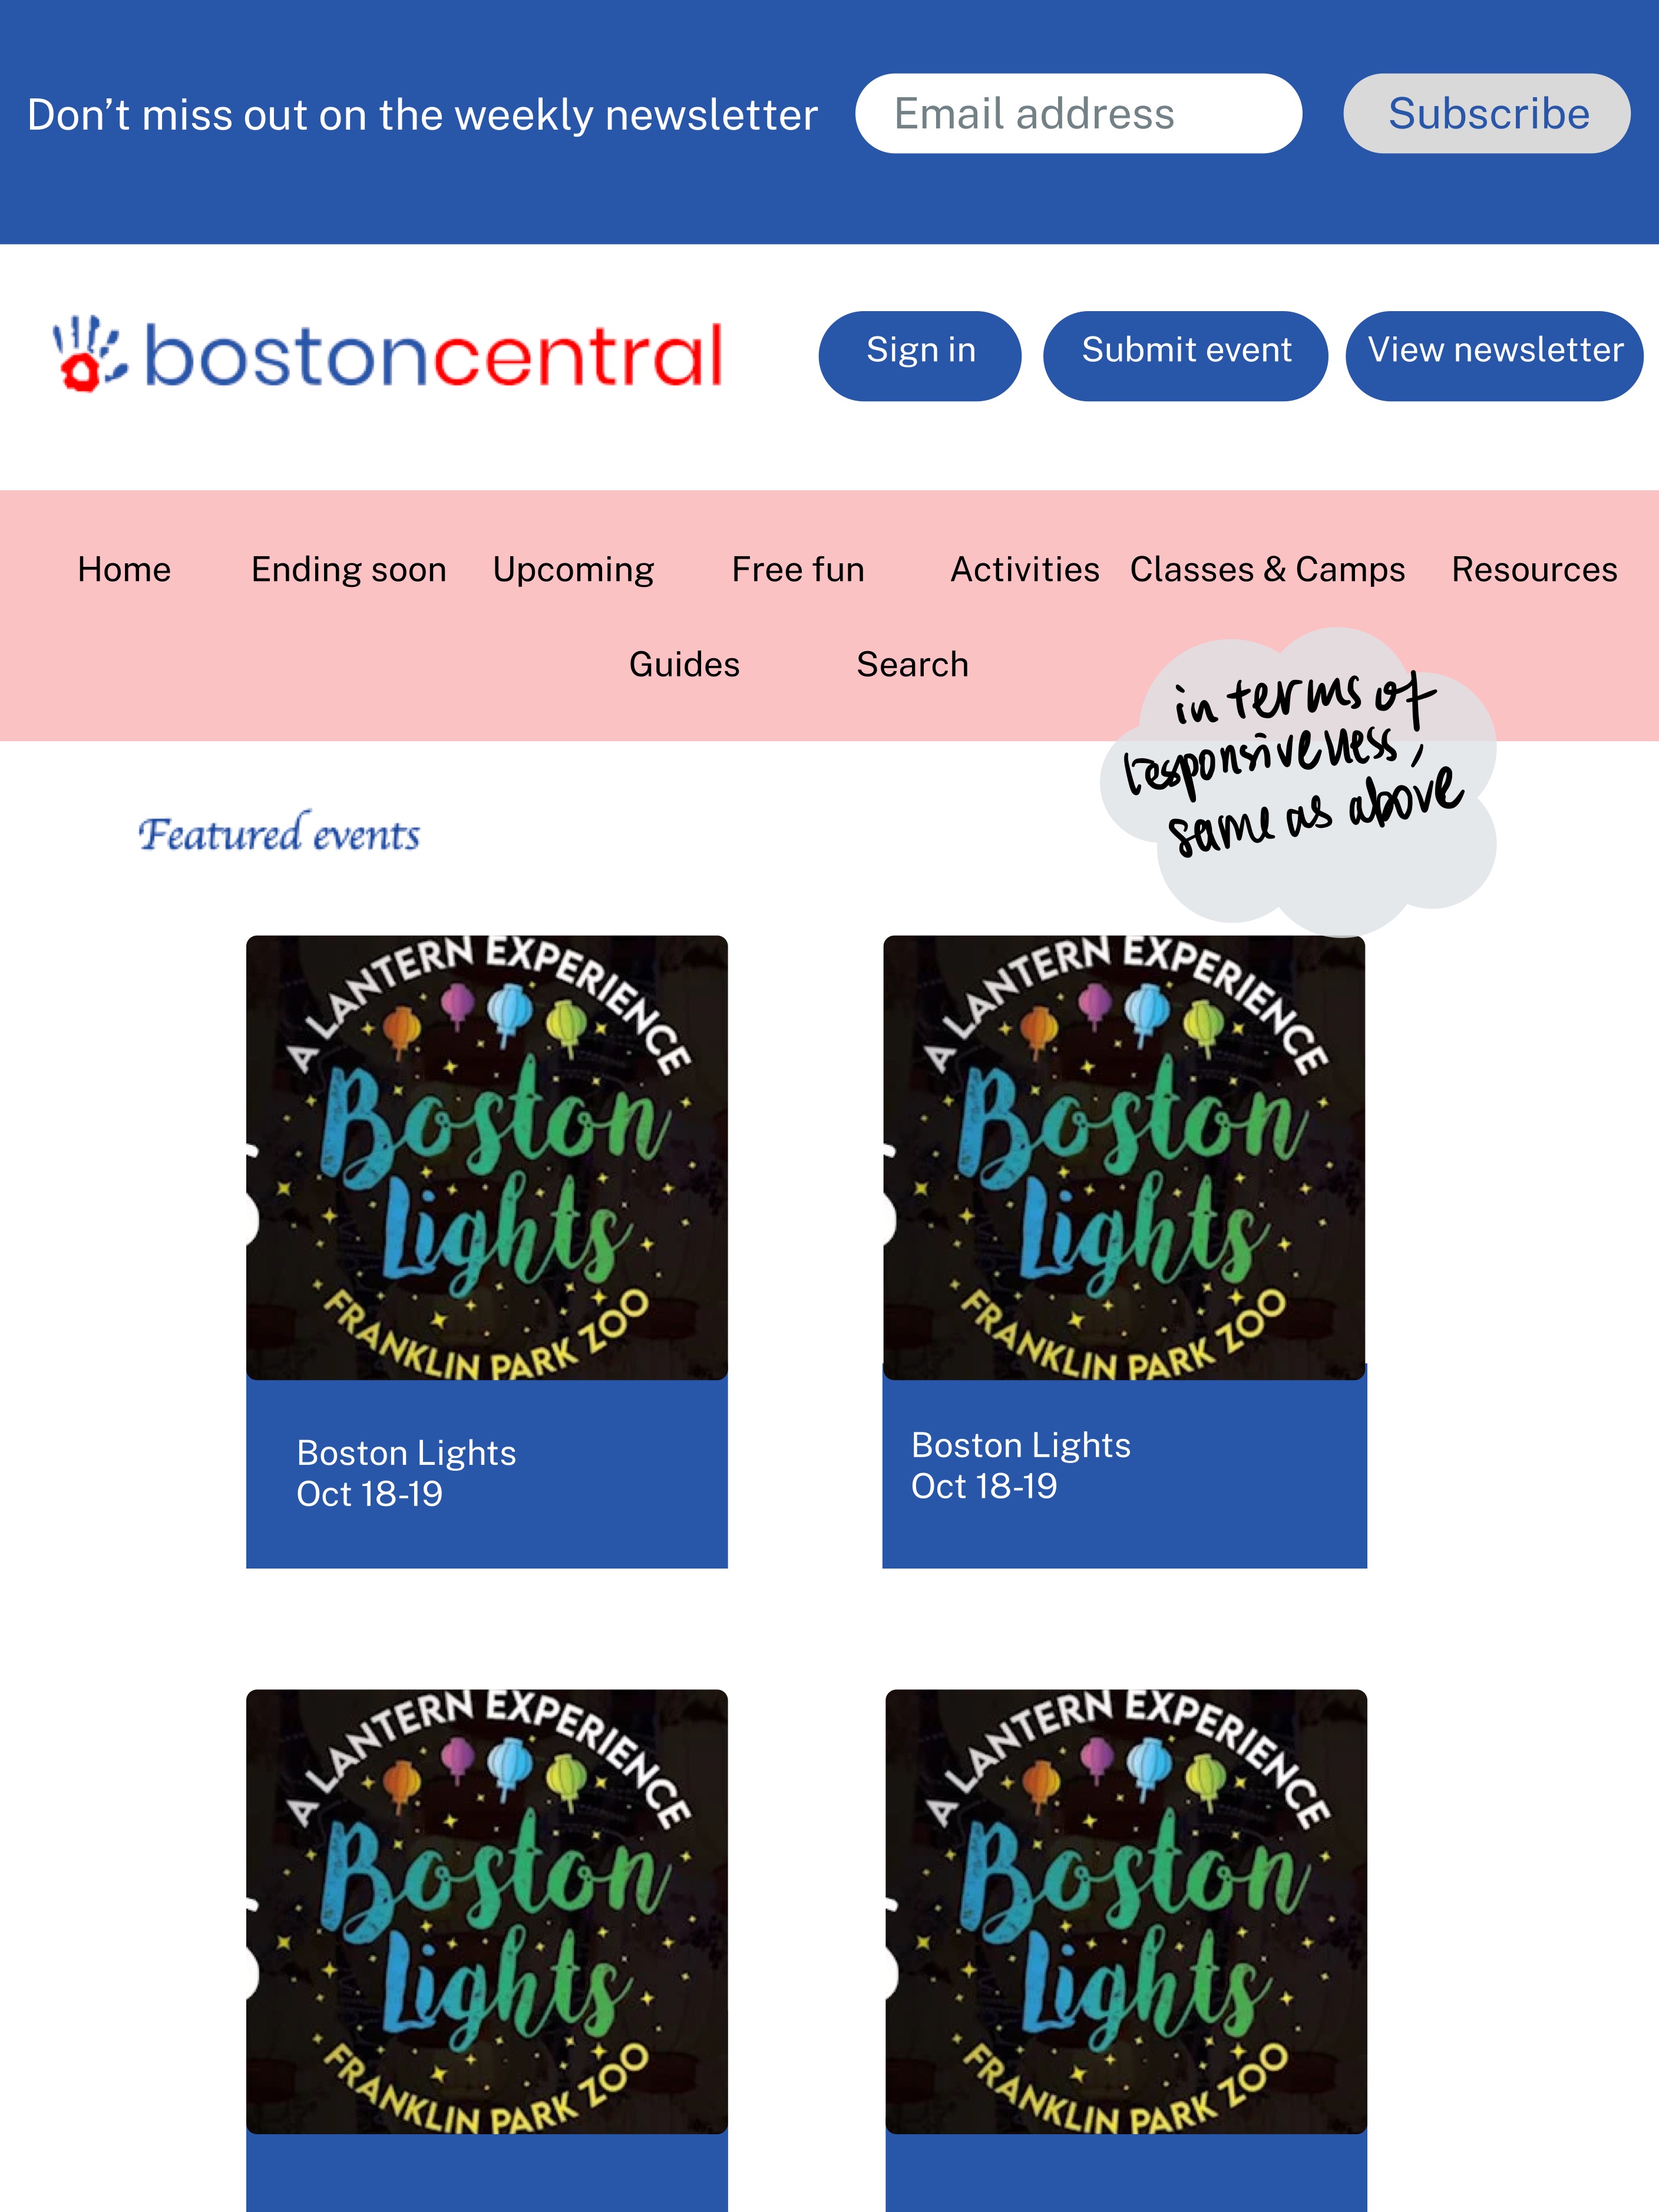 Don’t miss out on the weekly newsletter Email address Subscribe
bostoncentral Sign in Submit event View newsletter
Home Ending soon Upcoming Free fun Activities Classes & Camps Resources
Guides Search
in terms of
responsiveness,
same as above
Featured events
A LANTERN EXPERIENCE
Boston
Lights
FRANKLIN PARK ZOO
Boston Lights
Oct 18-19
A LANTERN EXPERIENCE
Boston
Lights
FRANKLIN PARK ZOO
Boston Lights
Oct 18-19
A LANTERN EXPERIENCE
Boston
Lights
FRANKLIN PARK ZOO
A LANTERN EXPERIENCE
Boston
Lights
FRANKLIN PARK ZOO